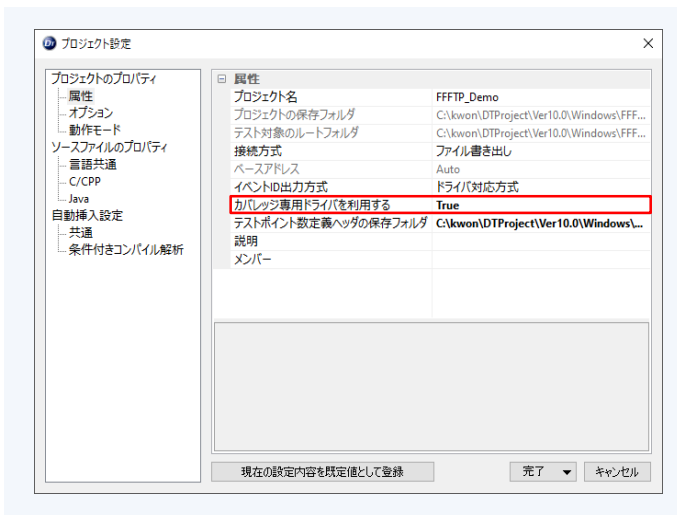 Dt プロジェクト設定
プロジェクトのプロパティ
属性
オプション
動作モード
ソースファイルのプロパティ
言語共通
C/CPP
Java
自動挿入設定
共通
条件付きコンパイル解析
属性
プロジェクト名 FFFTP_Demo
プロジェクトの保存フォルダ C:\kwon\DTProject\Ver10.0\Windows\FFF...
テスト対象のルートフォルダ C:\kwon\DTProject\Ver10.0\Windows\FFF...
接続方式 ファイル書き出し
ベースアドレス Auto
イベントID出力方式 ドライバ対応方式
カバレッジ専用ドライバを利用する True
テストポイント数定義ヘッダの保存フォルダ C:\kwon\DTProject\Ver10.0\Windows\...
説明
メンバー
現在の設定内容を既定値として登録
完了
キャンセル